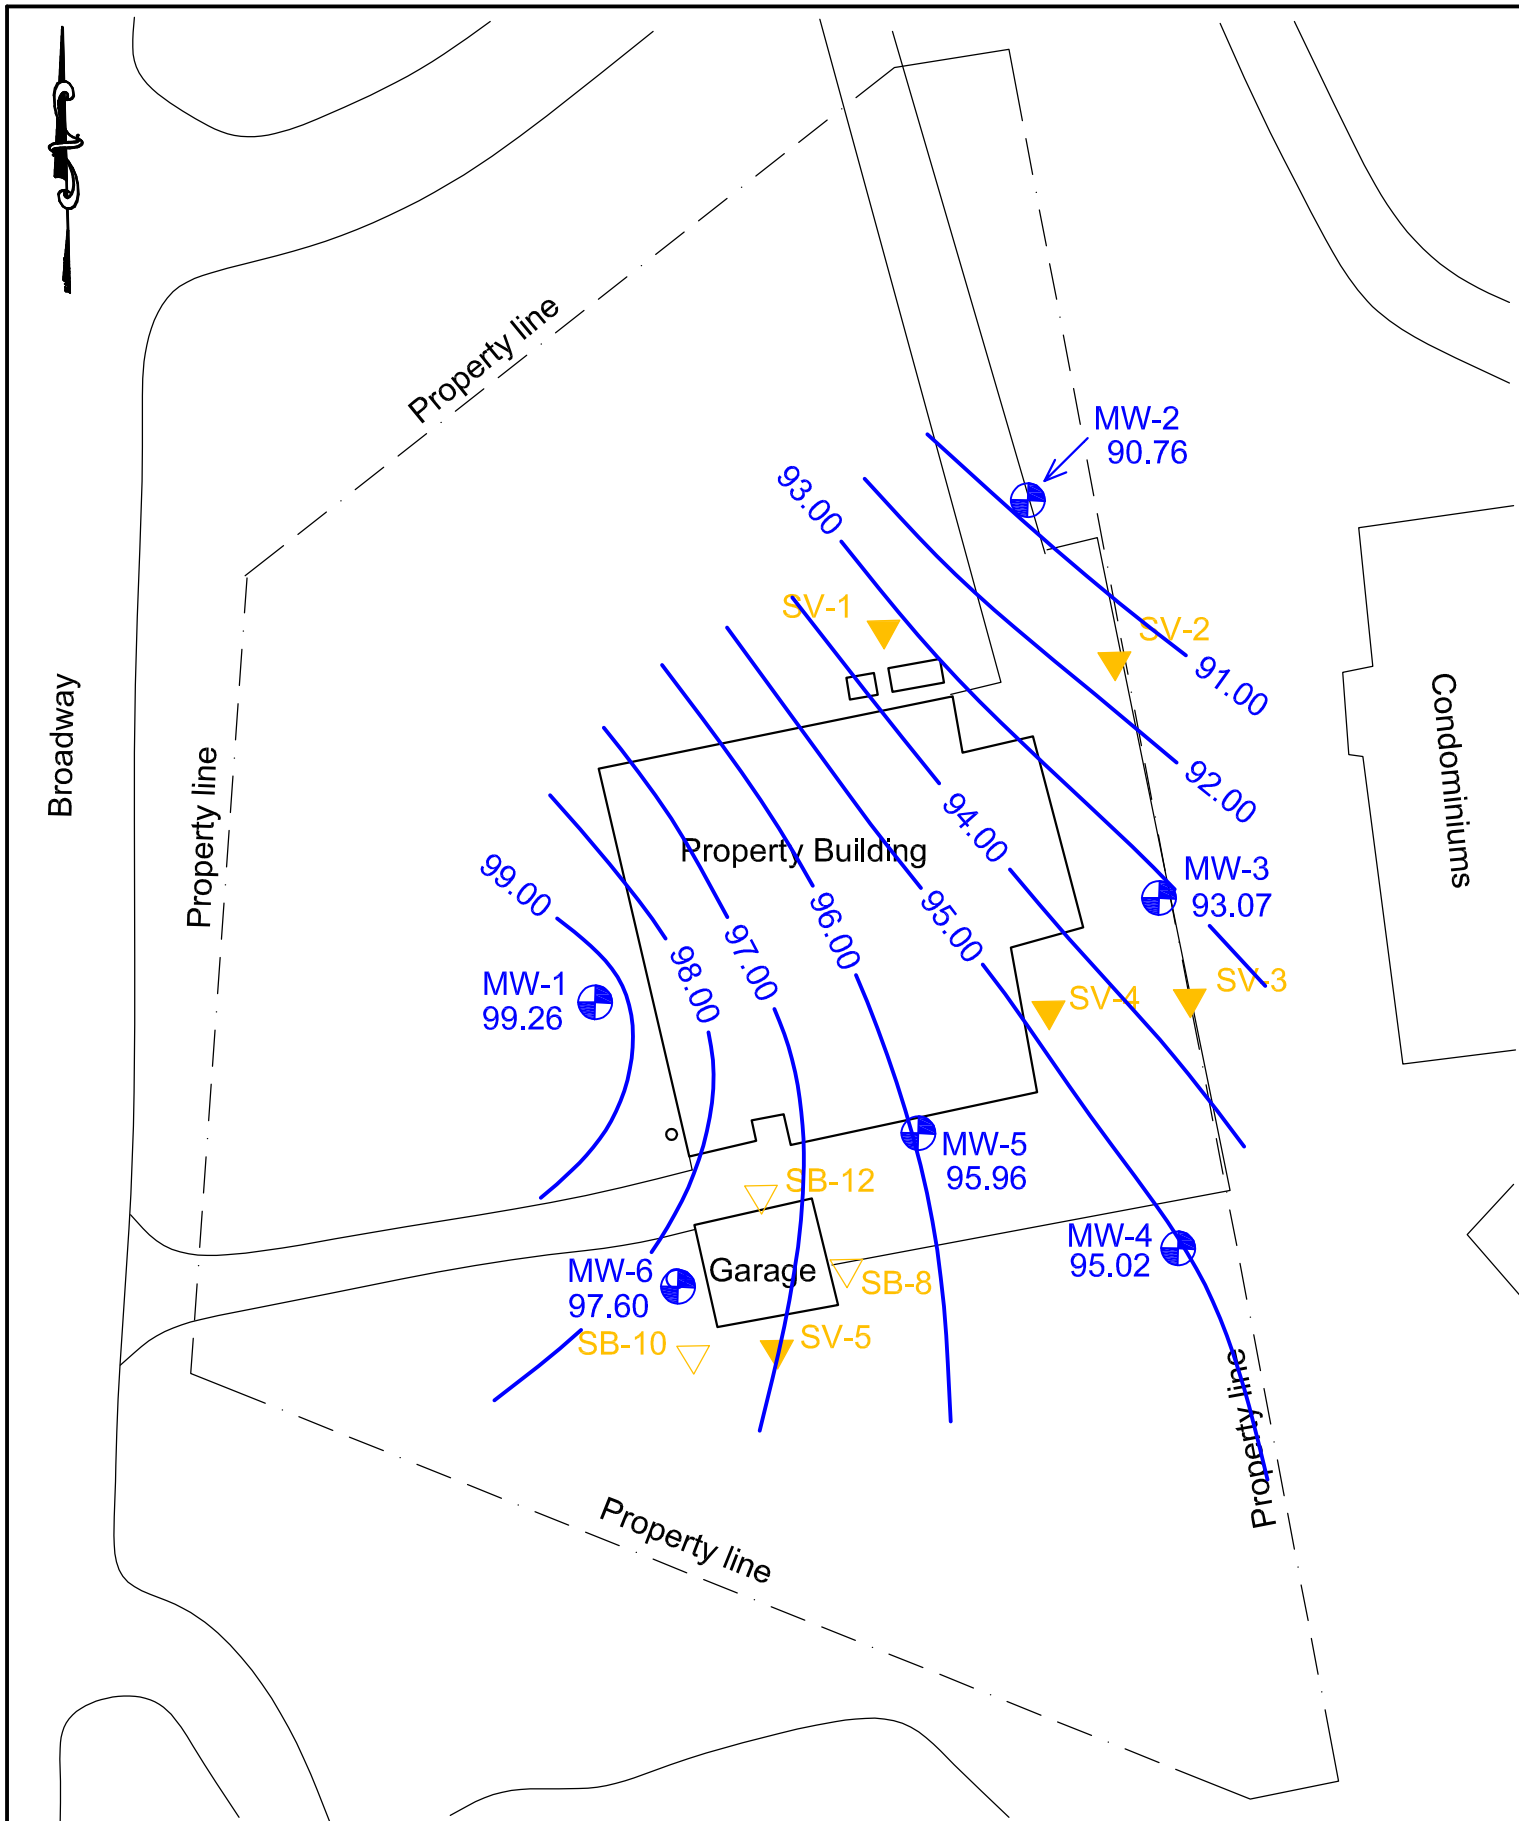 Property line
MW-2
90.76
93.00
SV-1
SV-2
91.00
Broadway
Property line
Condominiums
92.00
94.00
Property Building
99.00
95.00
MW-3
93.07
96.00
97.00
98.00
MW-1
99.26
SV-4
SV-3
MW-5
95.96
SB-12
MW-4
95.02
MW-6
97.60
Garage
SB-8
SB-10
SV-5
Property line
Property line